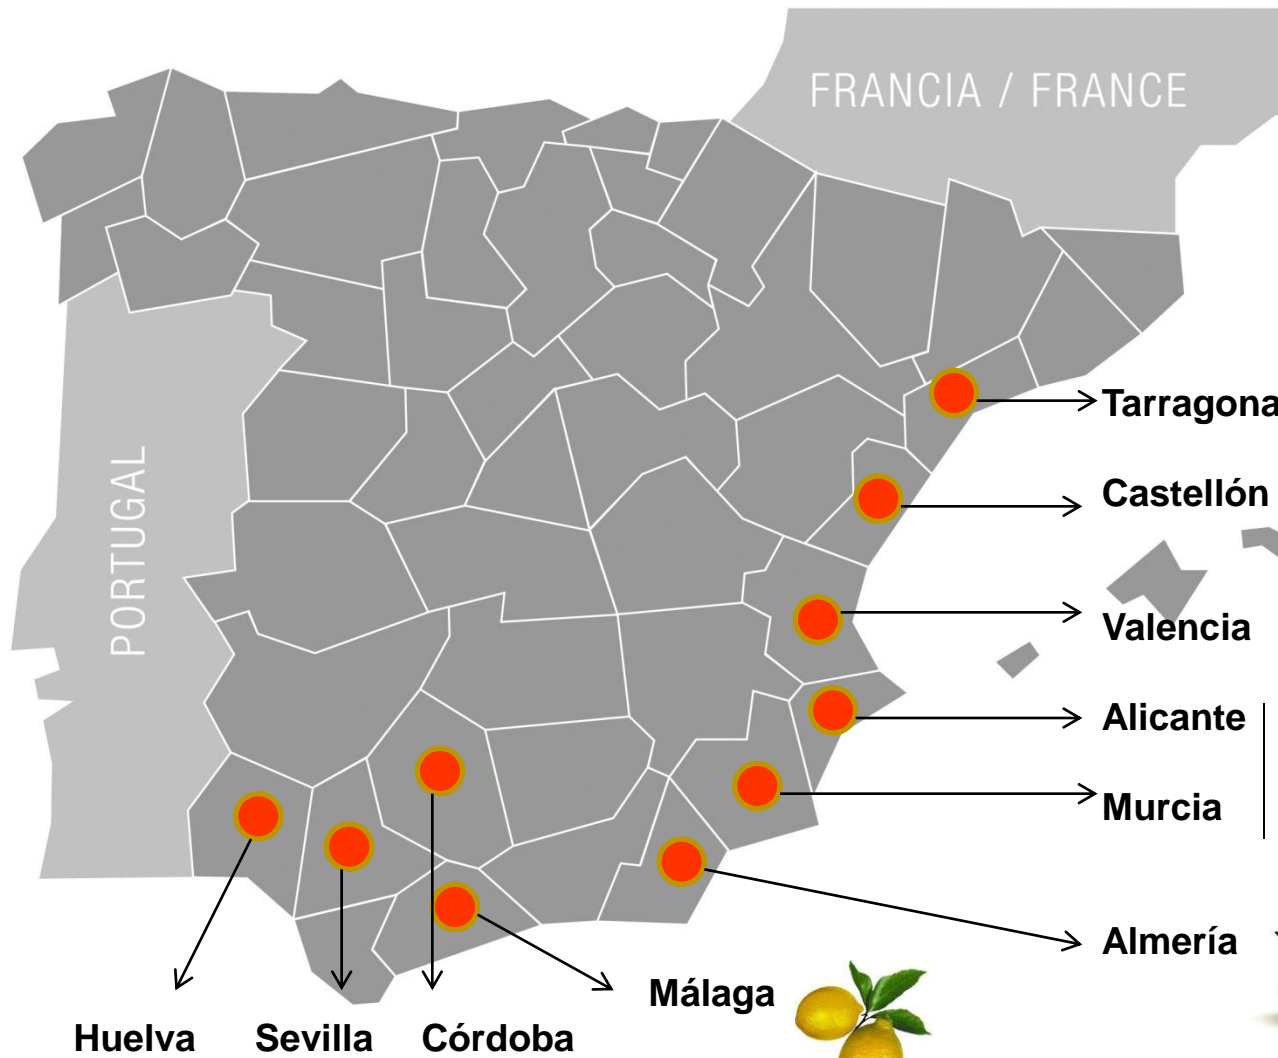 FRANCIA / FRANCE
PORTUGAL
Tarragona
Castellón
Valencia
Alicante
Murcia
Almería
Málaga
Huelva
Sevilla
Córdoba